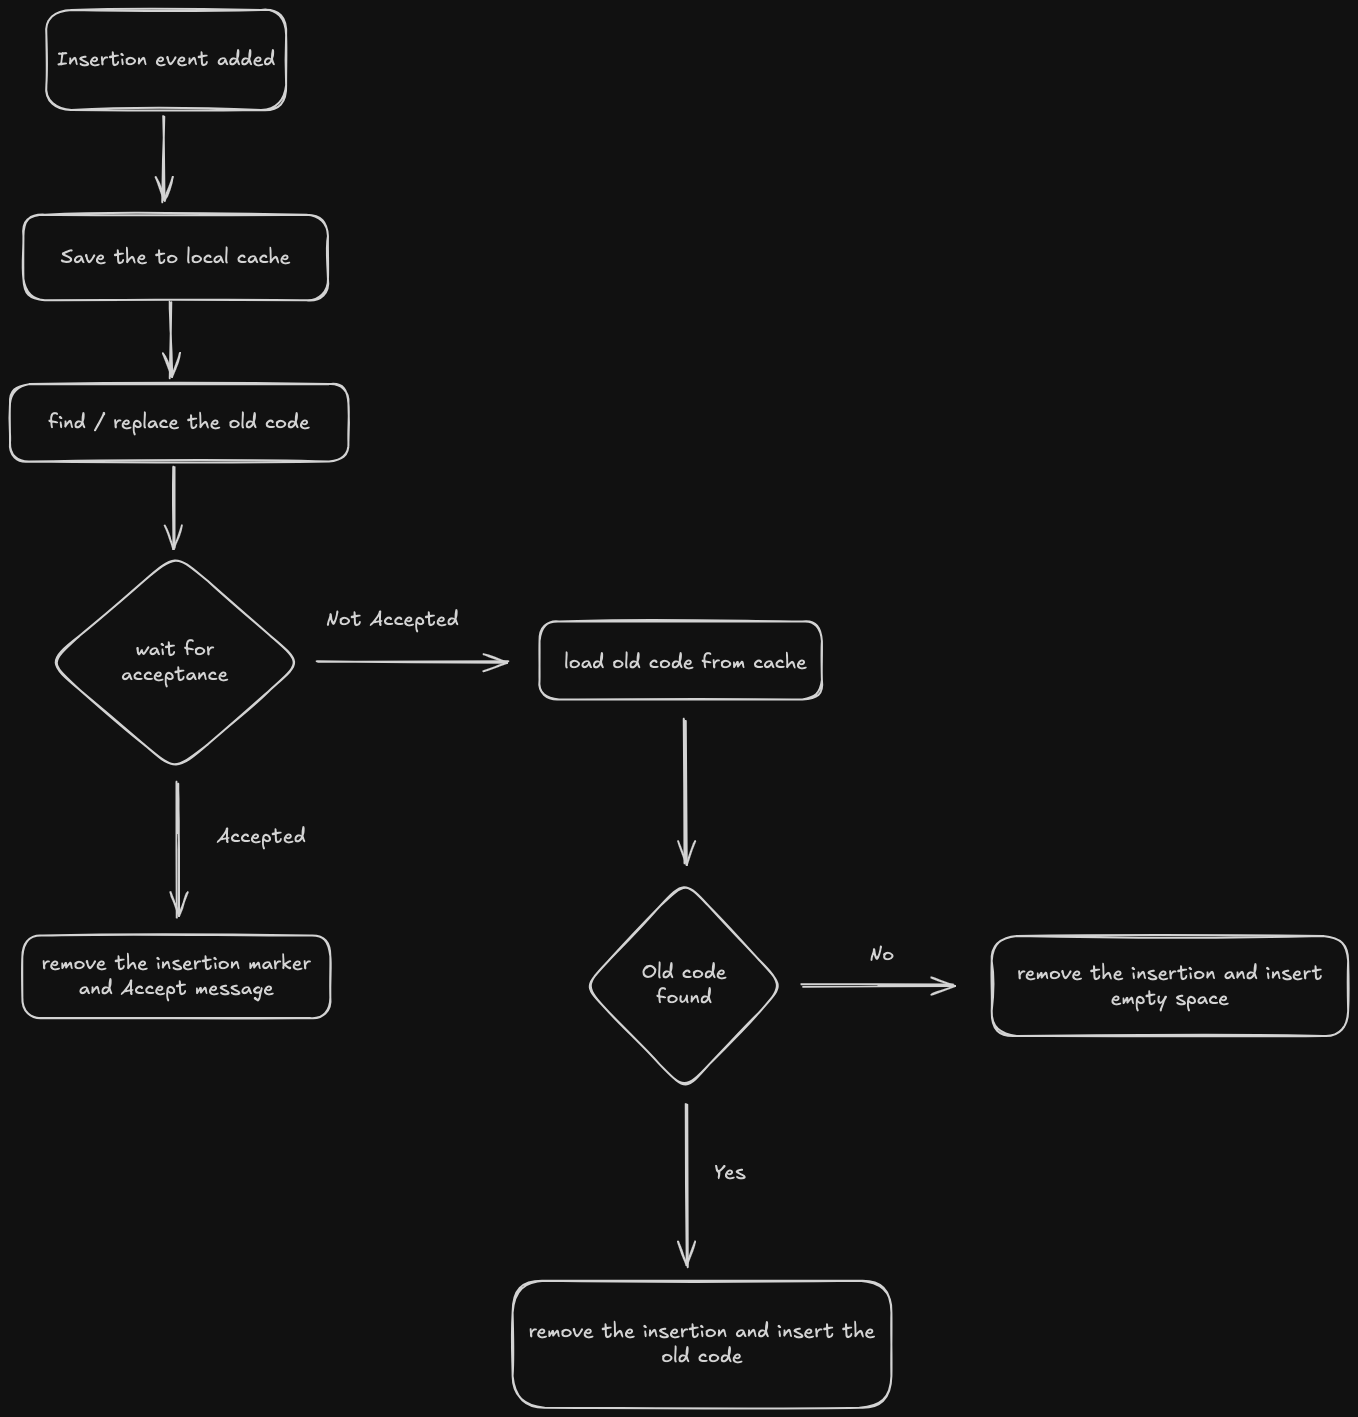 Insertion event added
Save the to local cache
find / replace the old code
wait for
acceptance
Not Accepted
load old code from cache
Accepted
remove the insertion marker
and Accept message
Old code
found
No
remove the insertion and insert
empty space
Yes
remove the insertion and insert the
old code